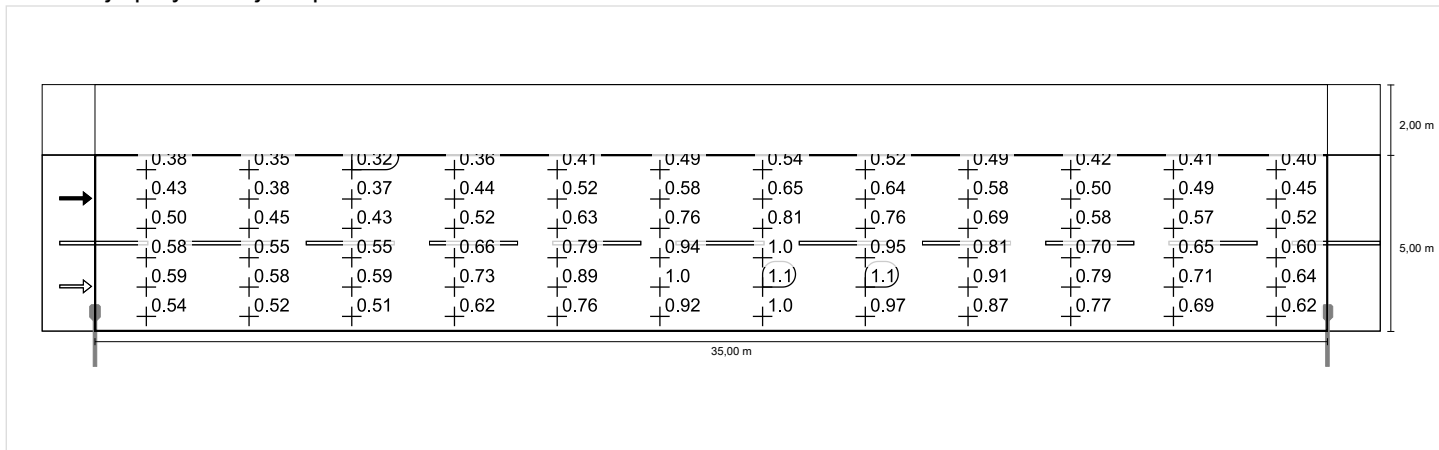 2,00 m
0.38 0.35 0.32 0.36 0.41 0.49 0.54 0.52 0.49 0.42 0.41 0.40
0.43 0.38 0.37 0.44 0.52 0.58 0.65 0.64 0.58 0.50 0.49 0.45
0.50 0.45 0.43 0.52 0.63 0.76 0.81 0.76 0.69 0.58 0.57 0.52
0.58 0.55 0.55 0.66 0.79 0.94 1.0 0.95 0.81 0.70 0.65 0.60
5,00 m
0.59 0.58 0.59 0.73 0.89 1.0 1.1 1.1 0.91 0.79 0.71 0.64
0.54 0.52 0.51 0.62 0.76 0.92 1.0 0.97 0.87 0.77 0.69 0.62
35,00 m